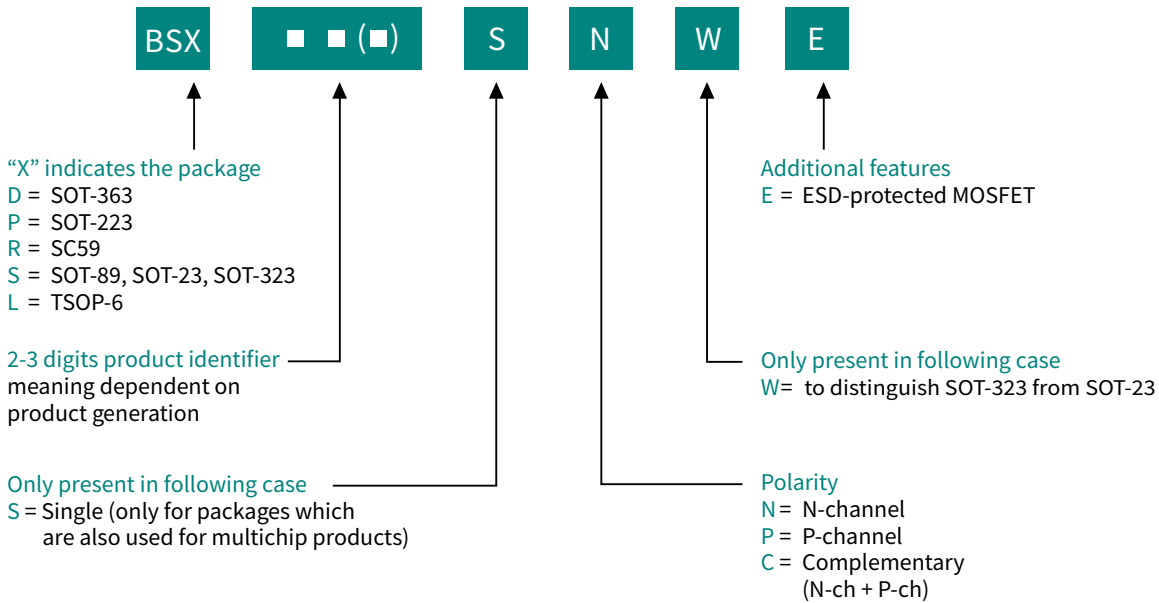 BSX ■ ■ (■) S N W E
“X” indicates the package
D = SOT-363
P = SOT-223
R = SC59
S = SOT-89, SOT-23, SOT-323
L = TSOP-6
Additional features
E = ESD-protected MOSFET
2-3 digits product identifier
meaning dependent on
product generation
Only present in following case
W= to distinguish SOT-323 from SOT-23
Only present in following case
S = Single (only for packages which
are also used for multichip products)
Polarity
N = N-channel
P = P-channel
C = Complementary
(N-ch + P-ch)